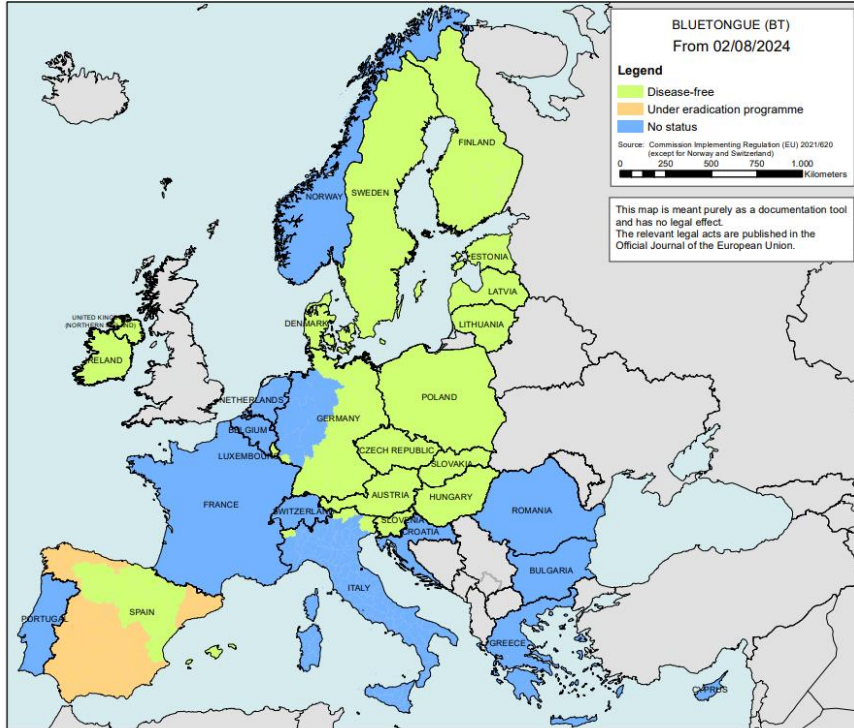 BLUETONGUE (BT)
From 02/08/2024
Legend
Disease-free
Under eradication programme
No status
Source: Commission Implementing Regulation (EU) 2021/620
(except for Norway and Switzerland)
0 250 500 750 1.000
Kilometers
This map is meant purely as a documentation tool
and has no legal effect.
The relevant legal acts are published in the
Official Journal of the European Union.
FINLAND
NORWAY
SWEDEN
ESTONIA
LATVIA
LITHUANIA
DENMARK
UNITED KINGDOM
(NORTHERN IRELAND)
IRELAND
NETHERLANDS
BELGIUM
LUXEMBOURG
GERMANY
POLAND
CZECH REPUBLIC
SLOVAKIA
AUSTRIA
HUNGARY
FRANCE
SWITZERLAND
SLOVENIA
CROATIA
ROMANIA
BULGARIA
ITALY
PORTUGAL
SPAIN
GREECE
CYPRUS